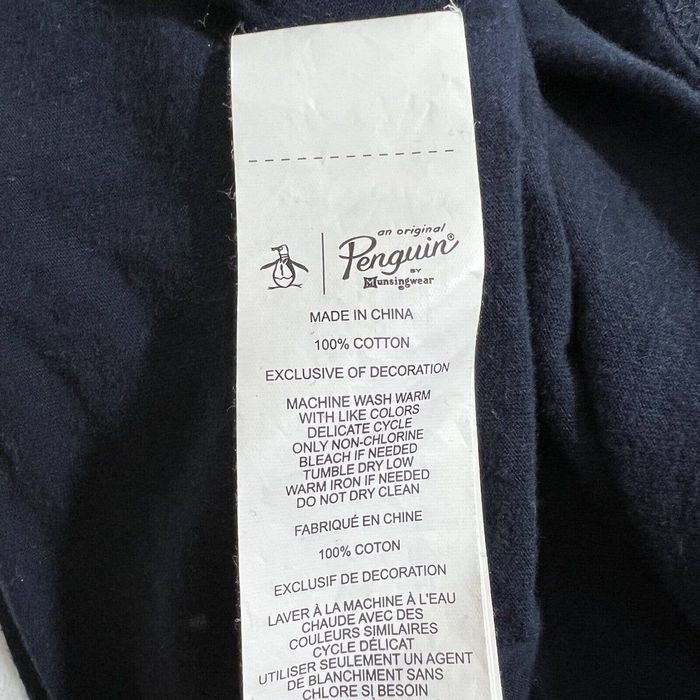 an original
Penguin®
BY
Munsingwear
MADE IN CHINA
100% COTTON
EXCLUSIVE OF DECORATION
MACHINE WASH WARM
WITH LIKE COLORS
DELICATE CYCLE
ONLY NON-CHLORINE
BLEACH IF NEEDED
TUMBLE DRY LOW
WARM IRON IF NEEDED
DO NOT DRY CLEAN
FABRIQUÉ EN CHINE
100% COTON
EXCLUSIF DE DECORATION
LAVER À LA MACHINE À L'EAU
CHAUDE AVEC DES
COULEURS SIMILAIRES
CYCLE DÉLICAT
UTILISER SEULEMENT UN AGENT
DE BLANCHIMENT SANS
CHLORE SI BESOIN